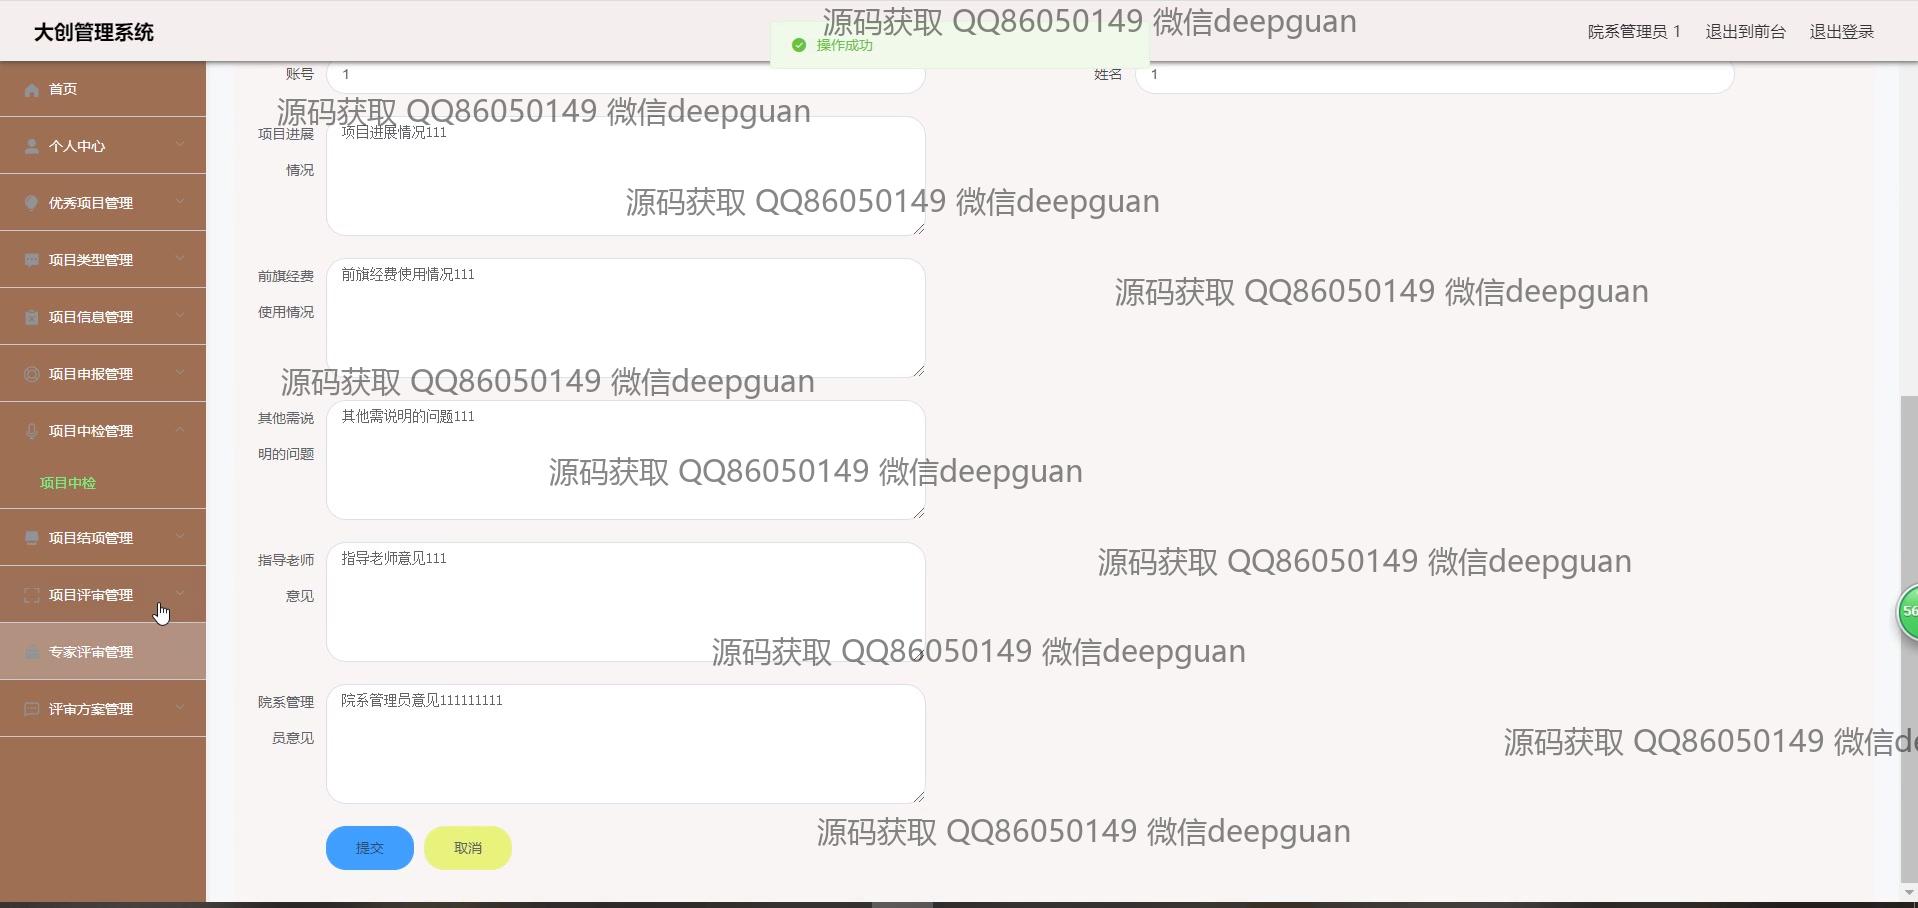 大创管理系统
源码获取 QQ86050149 微信deepguan
操作成功
院系管理员 1
退出到前台
退出登录
首页
个人中心
优秀项目管理
项目类型管理
项目信息管理
项目申报管理
项目中检管理
项目中检
项目结项管理
项目评审管理
专家评审管理
评审方案管理
账号
1
姓名
1
源码获取 QQ86050149 微信deepguan
项目进展
情况
项目进展情况111
源码获取 QQ86050149 微信deepguan
前旗经费
使用情况
前旗经费使用情况111
源码获取 QQ86050149 微信deepguan
源码获取 QQ86050149 微信deepguan
其他需说
明的问题
其他需说明的问题111
源码获取 QQ86050149 微信deepguan
指导老师
意见
指导老师意见111
源码获取 QQ86050149 微信deepguan
56
源码获取 QQ86050149 微信deepguan
院系管理
员意见
院系管理员意见111111111
源码获取 QQ86050149 微信de
源码获取 QQ86050149 微信deepguan
提交
取消